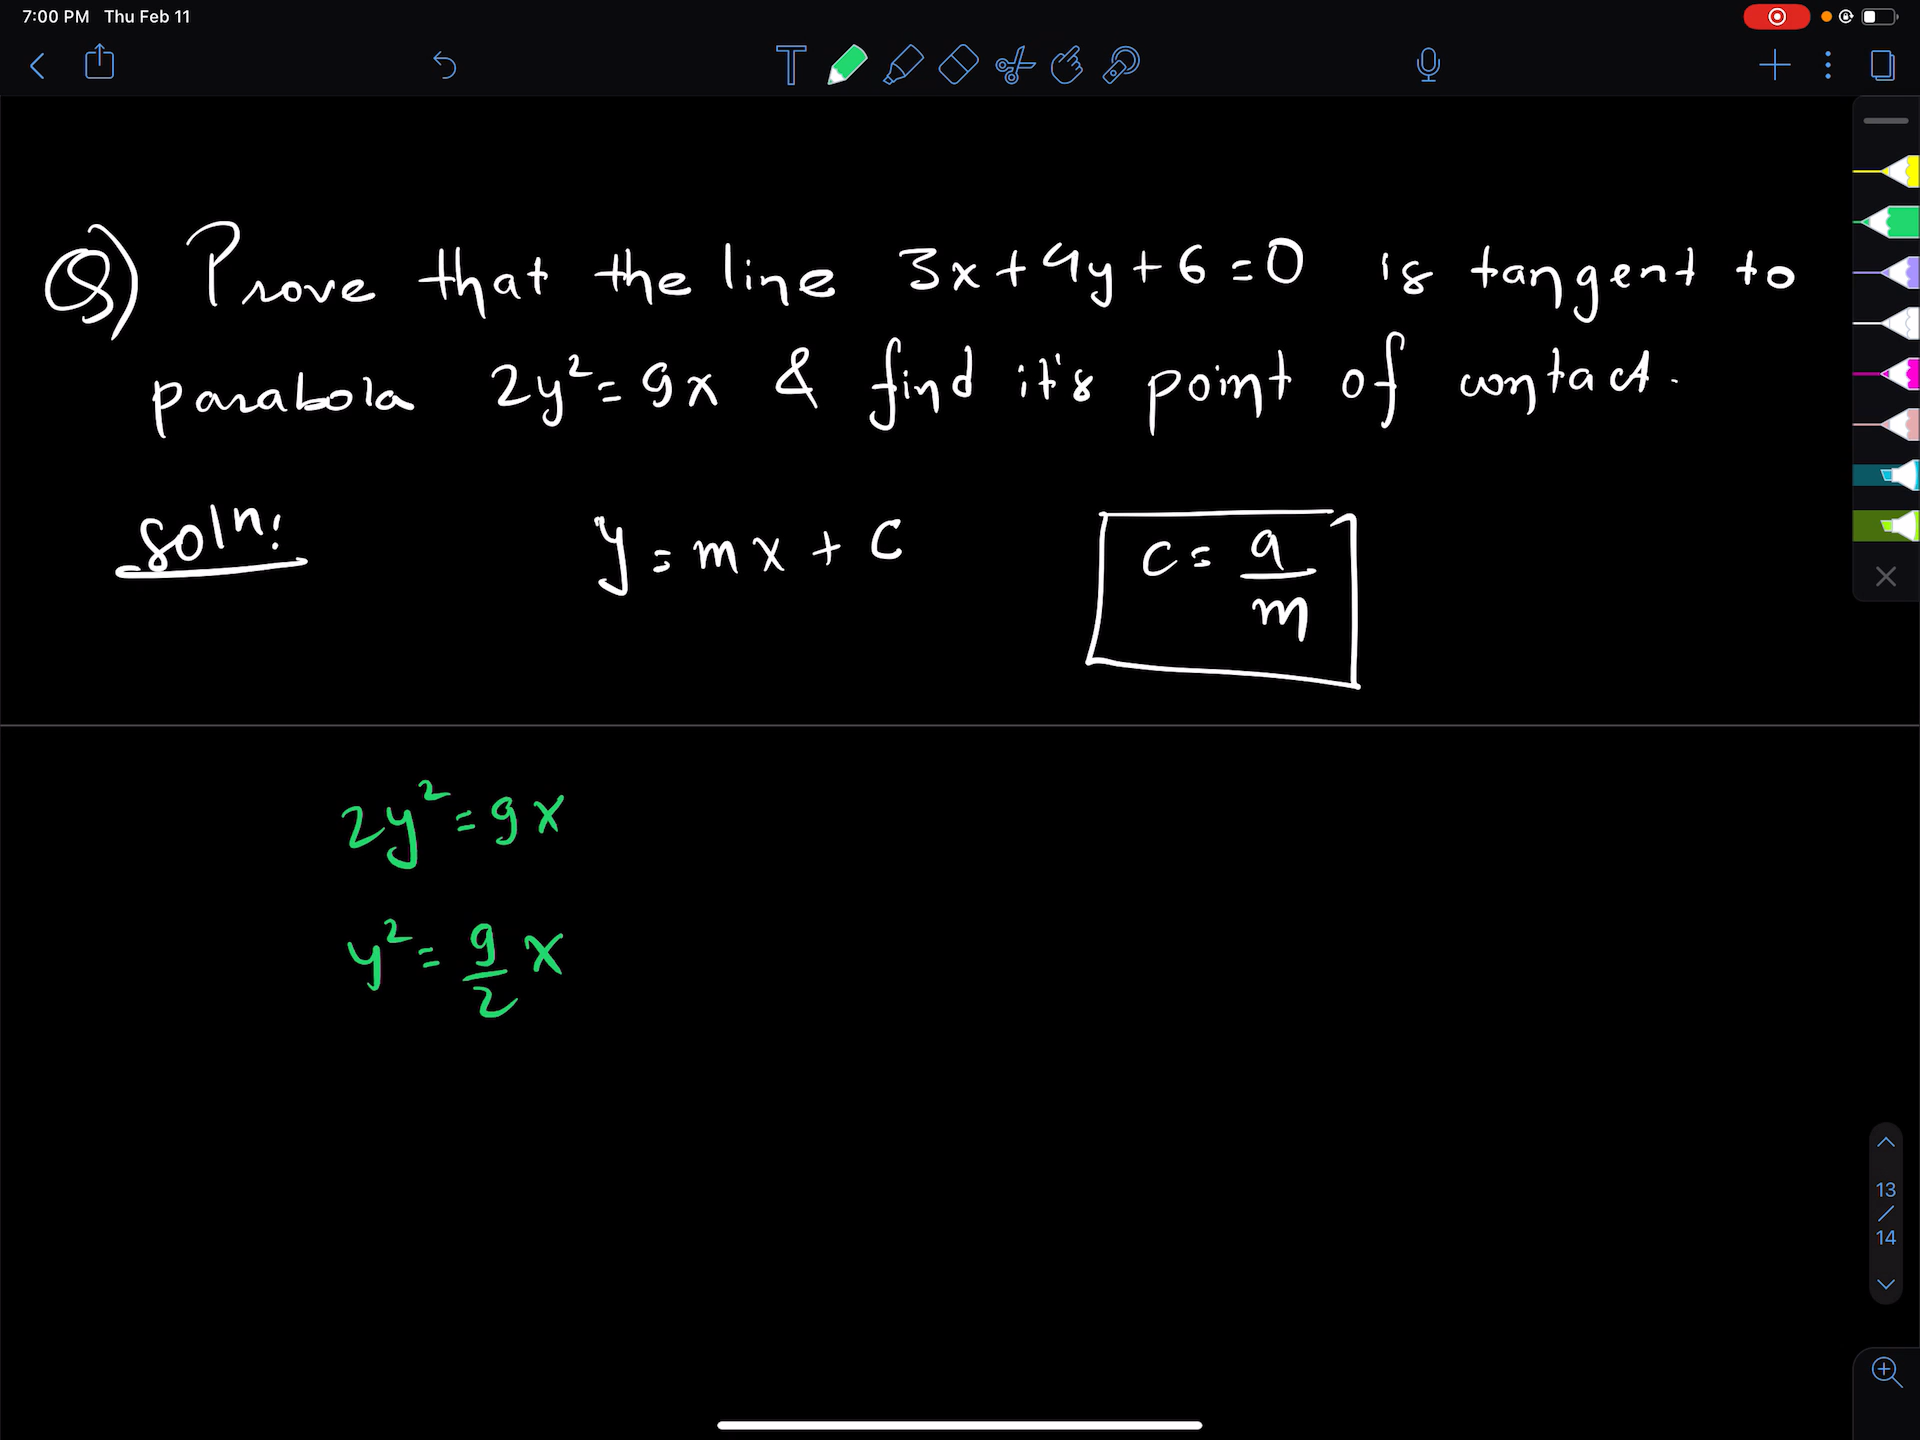 7:00 PM Thu Feb 11
Q) Prove that the line 3x+4y+6=0 is tangent to
parabola 2y²=9x & find it's point of contact.
soln: y = mx + c c = a/m
2y² = 9x
y² = 9/2 x
13
/
14